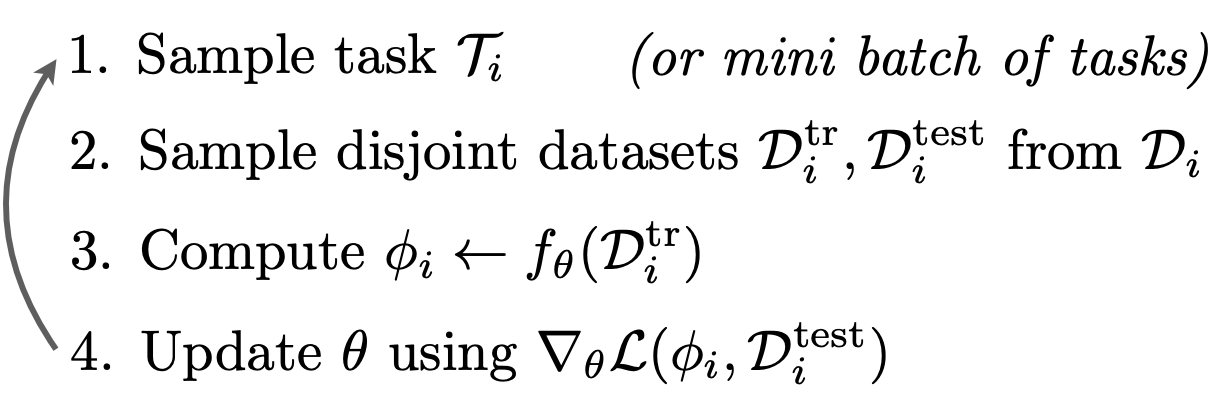 1. Sample task 𝒯ᵢ (or mini batch of tasks)
2. Sample disjoint datasets 𝒟ᵢᵗʳ, 𝒟ᵢᵗᵉˢᵗ from 𝒟ᵢ
3. Compute ϕᵢ ← f_θ(𝒟ᵢᵗʳ)
4. Update θ using ∇_θℒ(ϕᵢ, 𝒟ᵢᵗᵉˢᵗ)